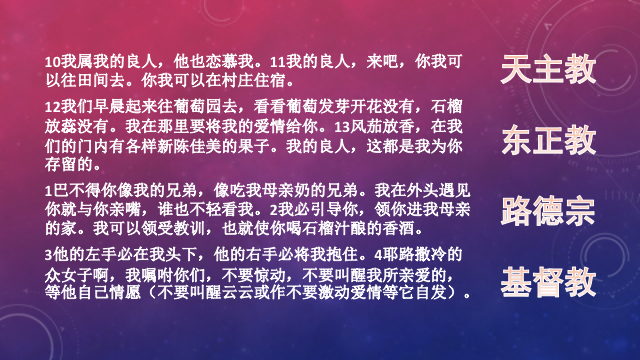 10我属我的良人，他也恋慕我。11我的良人，来吧，你我可
以往田间去。你我可以在村庄住宿。
12我们早晨起来往葡萄园去，看看葡萄发芽开花没有，石榴
放蕊没有。我在那里要将我的爱情给你。13风茄放香，在我
们的门内有各样新陈佳美的果子。我的良人，这都是我为你
存留的。
1巴不得你像我的兄弟，像吃我母亲奶的兄弟。我在外头遇见
你就与你亲嘴，谁也不轻看我。2我必引导你，领你进我母亲
的家。我可以领受教训，也就使你喝石榴汁酿的香酒。
3他的左手必在我头下，他的右手必将我抱住。4耶路撒冷的
众女子啊，我嘱咐你们，不要惊动，不要叫醒我所亲爱的，
等他自己情愿（不要叫醒云云或作不要激动爱情等它自发）。
天主教
东正教
路德宗
基督教